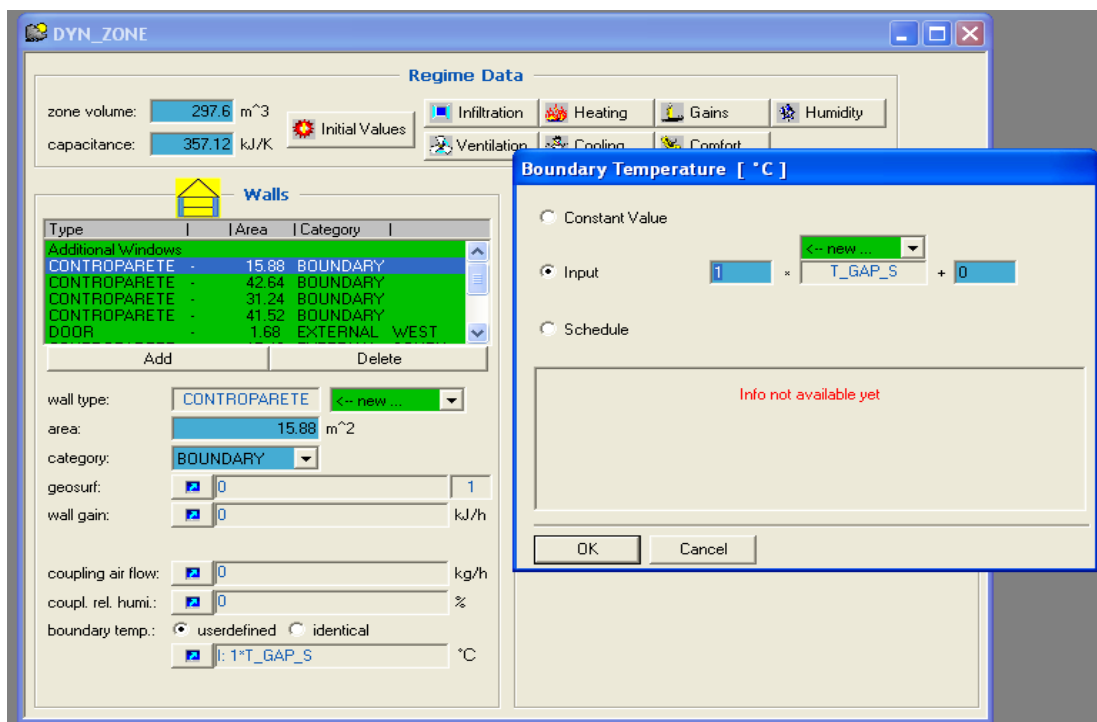 DYN_ZONE
Regime Data
zone volume: 297.6 m^3
capacitance: 357.12 kJ/K
Initial Values
Infiltration Heating Gains Humidity
Ventilation Cooling Comfort
Walls
Type | | Area | Category |
Additional Windows
CONTROPARETE - 15.88 BOUNDARY
CONTROPARETE - 42.64 BOUNDARY
CONTROPARETE - 31.24 BOUNDARY
CONTROPARETE - 41.52 BOUNDARY
DOOR - 1.68 EXTERNAL WEST
Add Delete
wall type: CONTROPARETE <-- new ...
area: 15.88 m^2
category: BOUNDARY
geosurf: 0 1
wall gain: 0 kJ/h
coupling air flow: 0 kg/h
coupl. rel. humi.: 0 %
boundary temp.: userdefined identical
I: 1*T_GAP_S °C
Boundary Temperature [ °C ]
Constant Value
<-- new ...
Input 1 × T_GAP_S + 0
Schedule
Info not available yet
OK Cancel